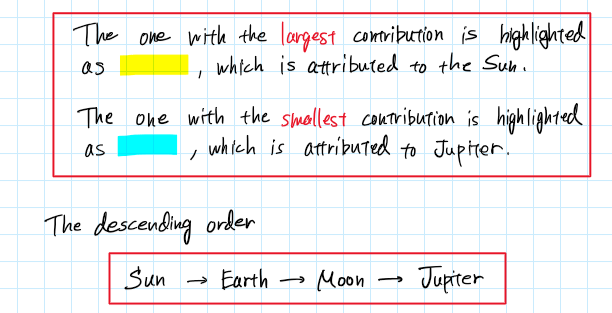 The one with the largest contribution is highlighted
as , which is attributed to the Sun.
The one with the smallest contribution is highlighted
as , which is attributed to Jupiter.
The descending order
Sun → Earth → Moon → Jupiter